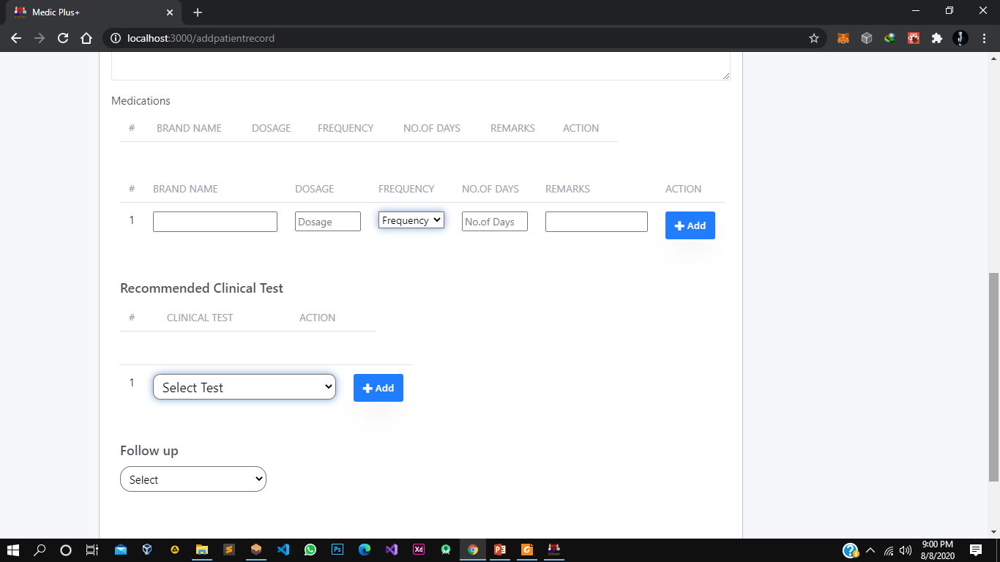 Medic Plus+
localhost:3000/addpatientrecord
Medications
# BRAND NAME DOSAGE FREQUENCY NO.OF DAYS REMARKS ACTION
# BRAND NAME DOSAGE FREQUENCY NO.OF DAYS REMARKS ACTION
1 Dosage Frequency No.of Days Add
Recommended Clinical Test
# CLINICAL TEST ACTION
1 Select Test Add
Follow up
Select
Ps Xd
9:00 PM
8/8/2020